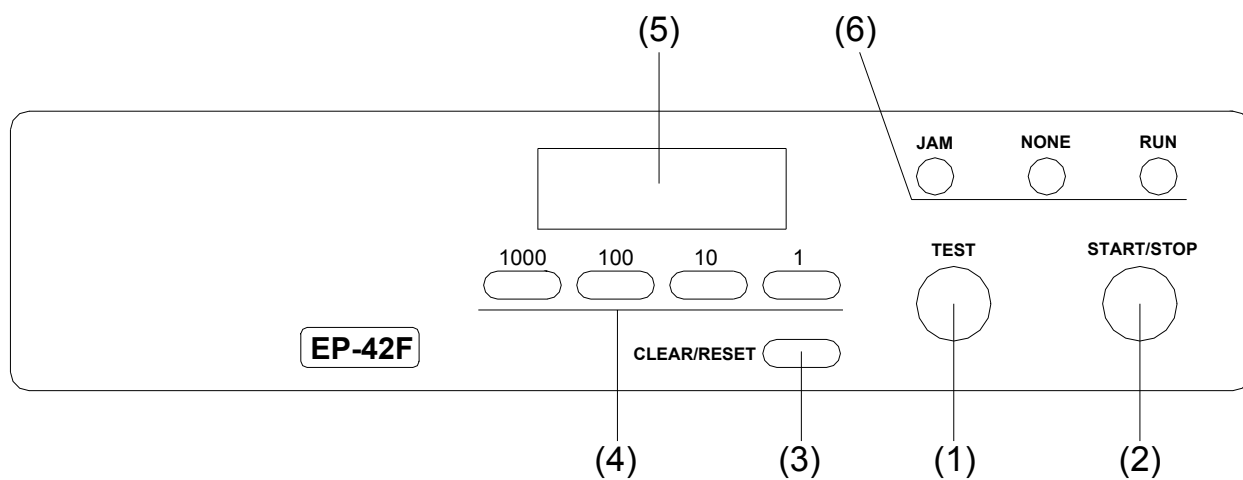 (5) (6)
JAM NONE RUN
1000 100 10 1
TEST START/STOP
EP-42F
CLEAR/RESET
(4) (3) (1) (2)